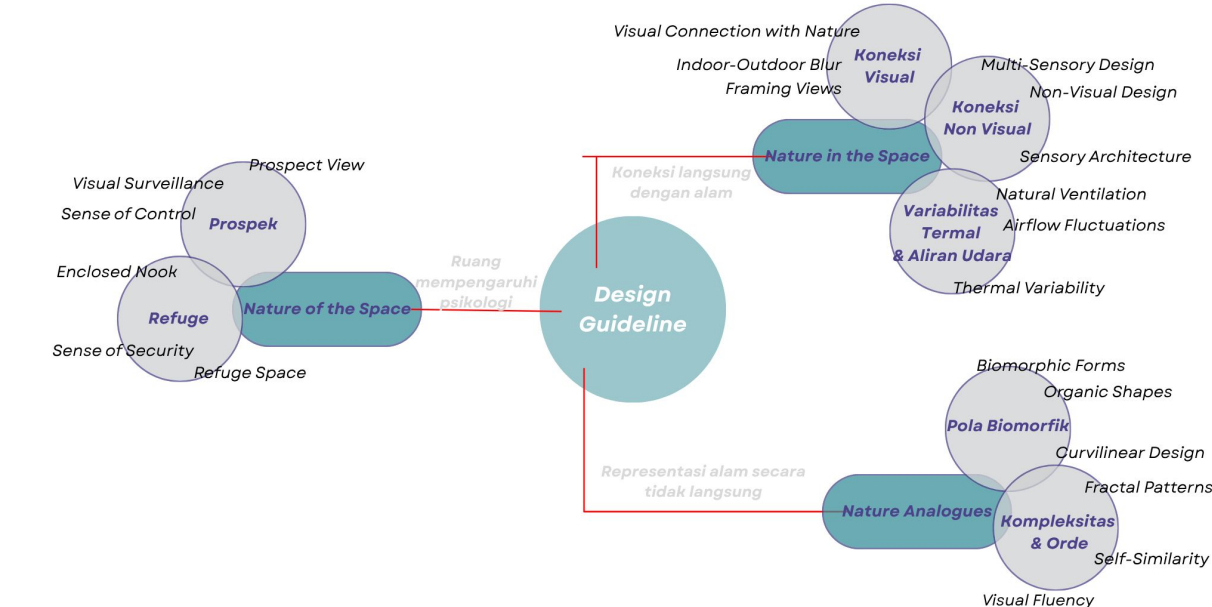 Visual Connection with Nature
Indoor-Outdoor Blur
Framing Views
Koneksi
Visual
Multi-Sensory Design
Non-Visual Design
Koneksi
Non Visual
Sensory Architecture
Nature in the Space
Koneksi langsung
dengan alam
Natural Ventilation
Variabilitas
Termal
& Aliran Udara
Airflow Fluctuations
Thermal Variability
Prospect View
Visual Surveillance
Sense of Control
Prospek
Enclosed Nook
Refuge
Sense of Security
Refuge Space
Nature of the Space
Ruang
mempengaruhi
psikologi
Design
Guideline
Biomorphic Forms
Organic Shapes
Pola Biomorfik
Curvilinear Design
Representasi alam secara
tidak langsung
Nature Analogues
Fractal Patterns
Kompleksitas
& Orde
Self-Similarity
Visual Fluency